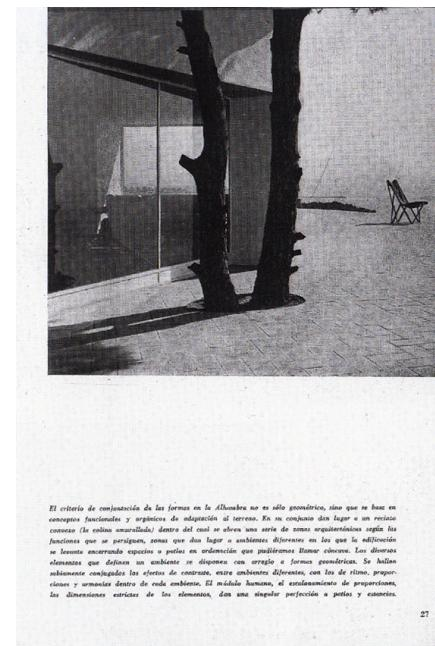 El criterio de conjuntación de las formas en la Alhambra no es sólo geométrico, sino que se basa en
conceptos funcionales y orgánicos de adaptación al terreno. En su conjunto dan lugar a un recinto
convexo (la colina amurallada) dentro del cual se abren una serie de zonas arquitectónicas según las
funciones que se persiguen, zonas que dan lugar a ambientes diferentes en los que la edificación
se levanta encerrando espacios o patios en ordenación que pudiéramos llamar cóncava. Los diversos
elementos que definen un ambiente se disponen con arreglo a formas geométricas. Se hallan
sabiamente conjugados los efectos de contraste, entre ambientes diferentes, con los de ritmo, propor-
ciones y armonías dentro de cada ambiente. El módulo humano, el escalonamiento de proporciones,
las dimensiones estrictas de los elementos, dan una singular perfección a patios y estancias.
27